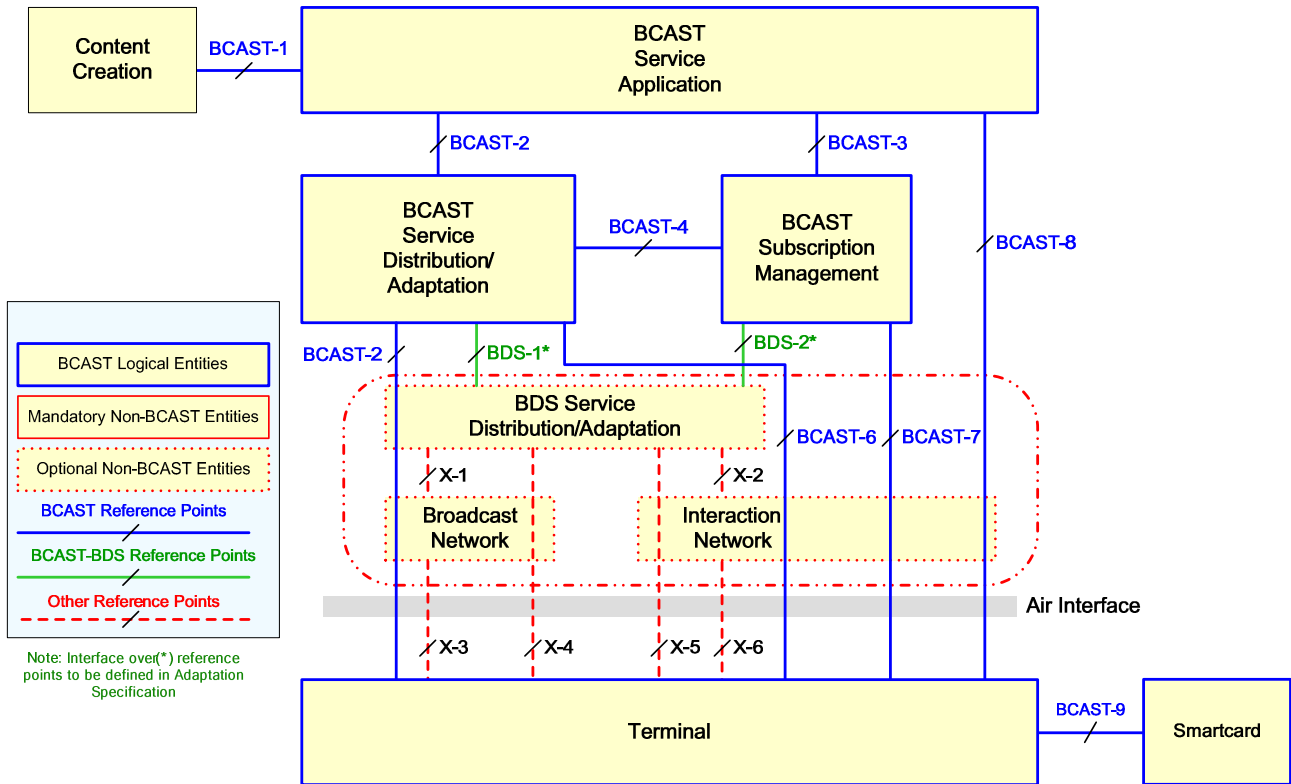 Content
Creation
BCAST-1
BCAST
Service
Application
BCAST-2
BCAST-3
BCAST
Service
Distribution/
Adaptation
BCAST-4
BCAST
Subscription
Management
BCAST-8
BCAST-2
BDS-1*
BDS-2*
BCAST Logical Entities
Mandatory Non-BCAST Entities
Optional Non-BCAST Entities
BCAST Reference Points
BCAST-BDS Reference Points
Other Reference Points
Note: Interface over(*) reference
points to be defined in Adaptation
Specification
BDS Service
Distribution/Adaptation
BCAST-6
BCAST-7
X-1
X-2
Broadcast
Network
Interaction
Network
Air Interface
X-3
X-4
X-5
X-6
Terminal
BCAST-9
Smartcard